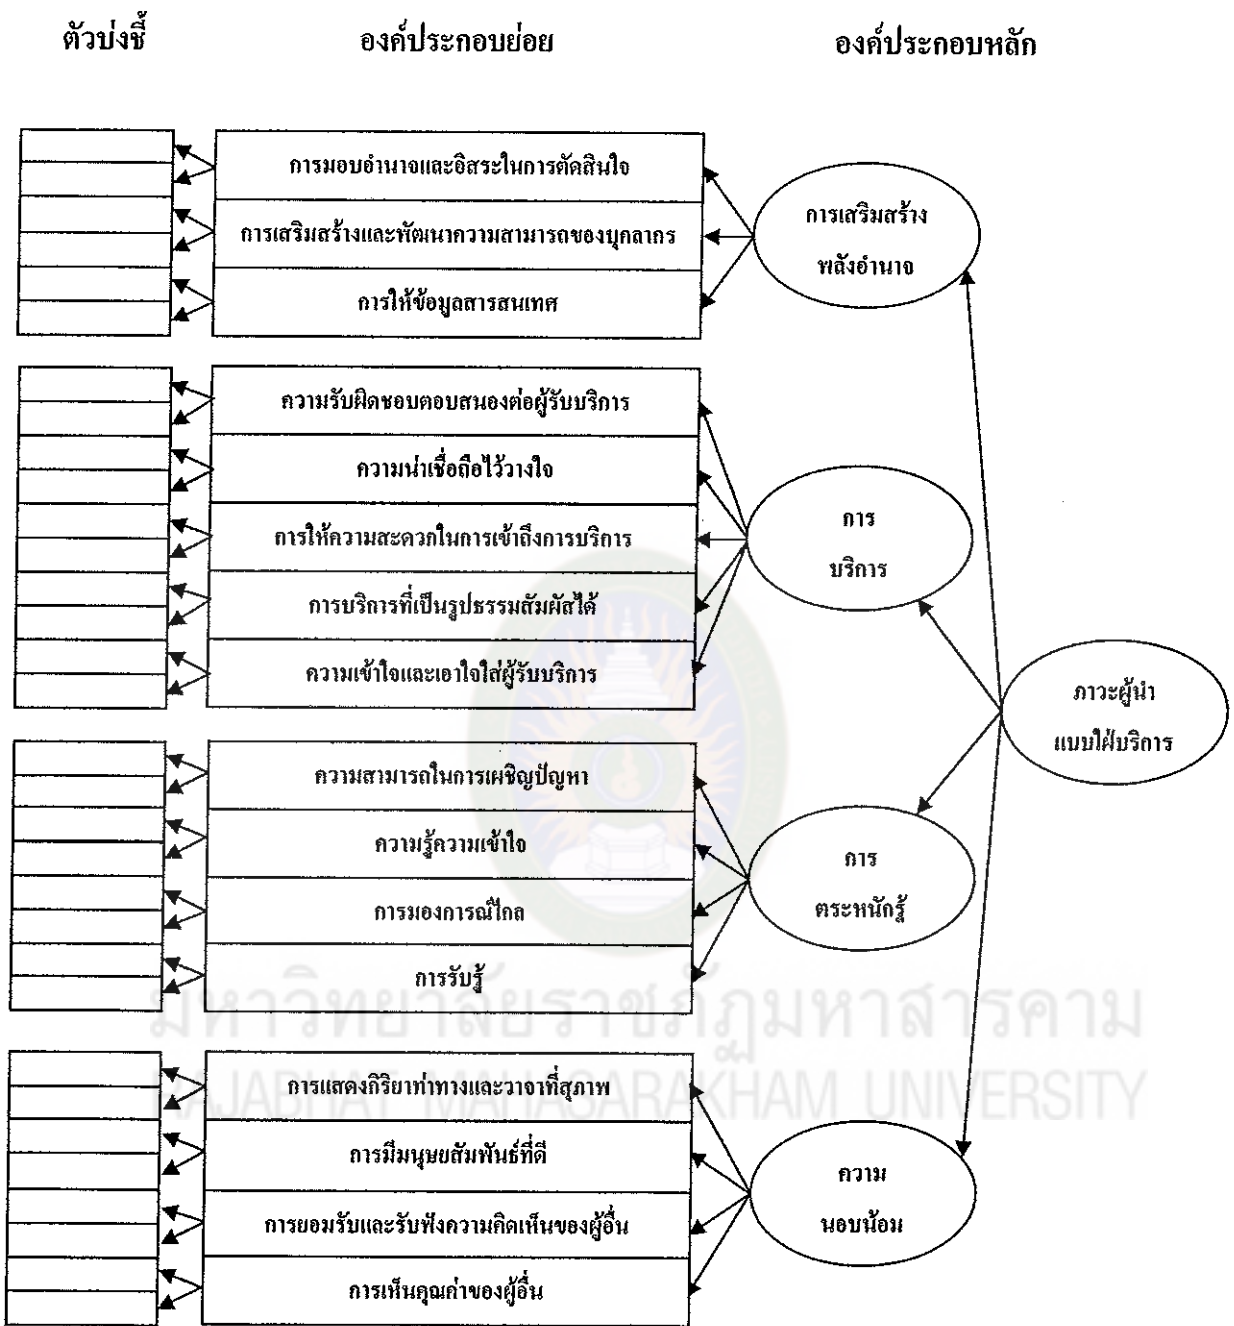 ตัวบ่งชี้ องค์ประกอบย่อย องค์ประกอบหลัก
การมอบอำนาจและอิสระในการตัดสินใจ
การเสริมสร้างและพัฒนาความสามารถของบุคลากร
การให้ข้อมูลสารสนเทศ
การเสริมสร้าง
พลังอำนาจ
ความรับผิดชอบตอบสนองต่อผู้รับบริการ
ความน่าเชื่อถือไว้วางใจ
การให้ความสะดวกในการเข้าถึงการบริการ
การบริการที่เป็นรูปธรรมสัมผัสได้
ความเข้าใจและเอาใจใส่ผู้รับบริการ
การ
บริการ
ภาวะผู้นำ
แบบใฝ่บริการ
ความสามารถในการเผชิญปัญหา
ความรู้ความเข้าใจ
การมองการณ์ไกล
การรับรู้
การ
ตระหนักรู้
มหาวิทยาลัยราชภัฏมหาสารคาม
RAJABHAT MAHASARAKHAM UNIVERSITY
การแสดงกิริยาท่าทางและวาจาที่สุภาพ
การมีมนุษยสัมพันธ์ที่ดี
การยอมรับและรับฟังความคิดเห็นของผู้อื่น
การเห็นคุณค่าของผู้อื่น
ความ
นอบน้อม